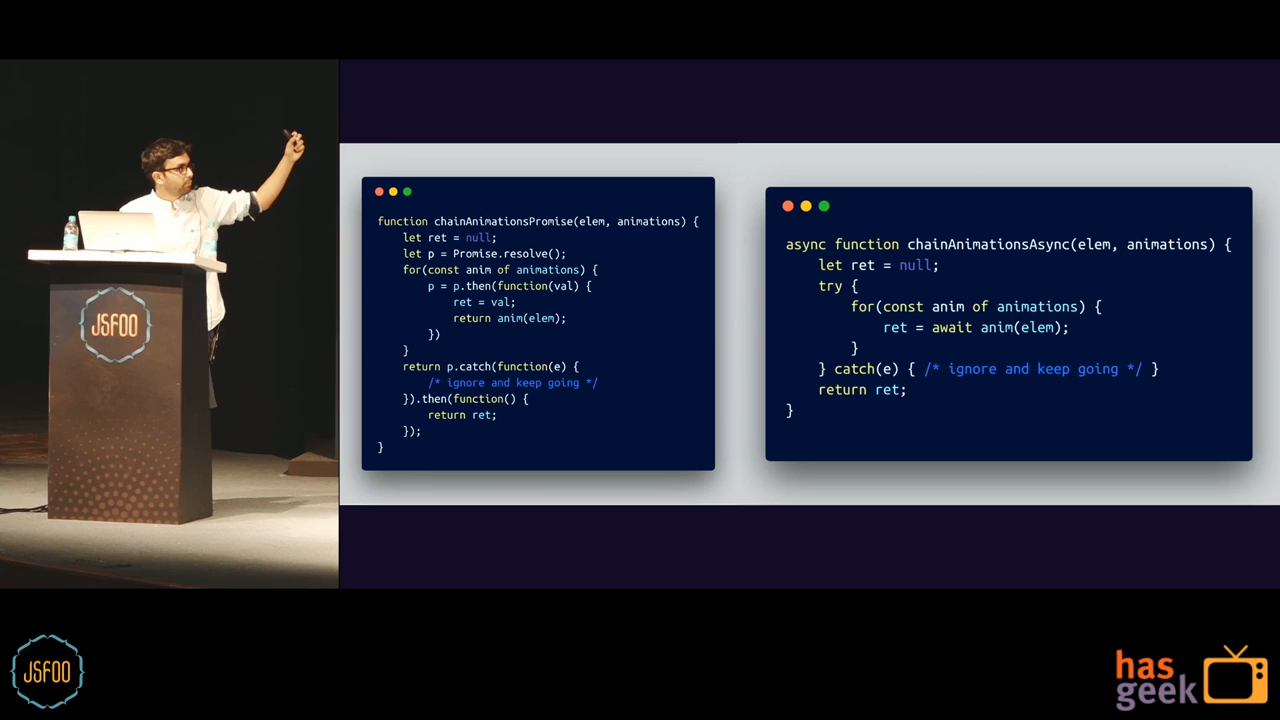 JSFOO
function chainAnimationsPromise(elem, animations) {
let ret = null;
let p = Promise.resolve();
for(const anim of animations) {
p = p.then(function(val) {
ret = val;
return anim(elem);
})
}
return p.catch(function(e) {
/* ignore and keep going */
}).then(function() {
return ret;
});
}
async function chainAnimationsAsync(elem, animations) {
let ret = null;
try {
for(const anim of animations) {
ret = await anim(elem);
}
} catch(e) { /* ignore and keep going */ }
return ret;
}
JSFOO
has
geek